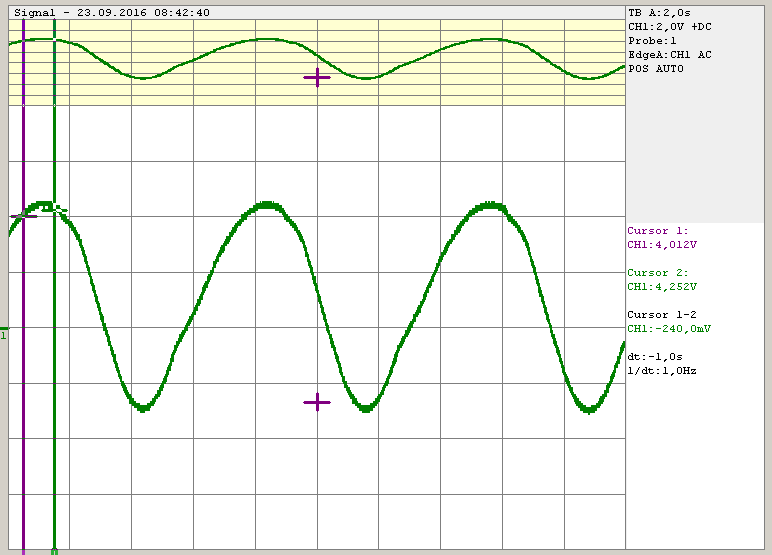 Signal - 23.09.2016 08:42:40
TB A:2,0s
CH1:2,0V +DC
Probe:1
EdgeA:CH1 AC
POS AUTO
1
Cursor 1:
CH1:4,012V
Cursor 2:
CH1:4,252V
Cursor 1-2
CH1:-240,0mV
dt:-1,0s
1/dt:1,0Hz